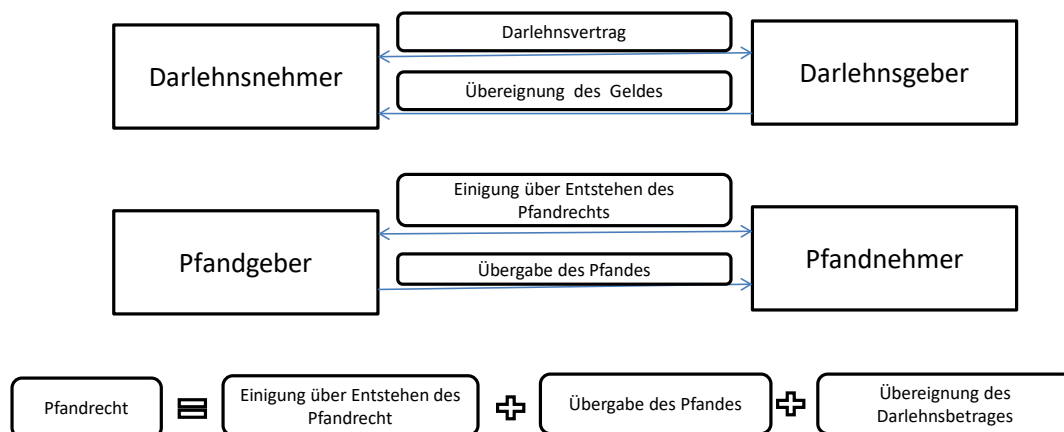 Darlehnsvertrag
Darlehnsnehmer
Darlehnsgeber
Übereignung des Geldes
Einigung über Entstehen des
Pfandrechts
Pfandgeber
Pfandnehmer
Übergabe des Pfandes
Pfandrecht
Einigung über Entstehen des
Pfandrecht
Übergabe des Pfandes
Übereignung des
Darlehnsbetrages